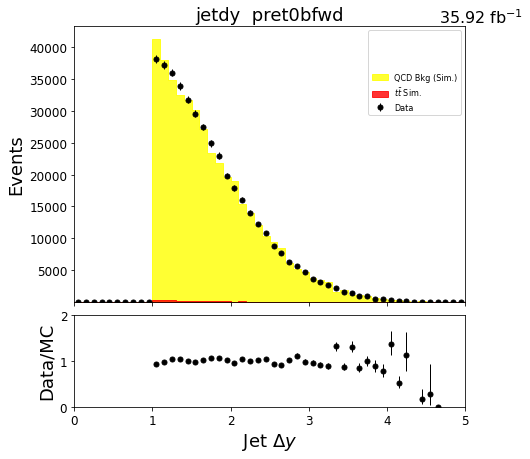 jetdy pret0bfwd
35.92 fb⁻¹
Events
40000
35000
30000
25000
20000
15000
10000
5000
QCD Bkg (Sim.)
tt̄ Sim.
Data
Data/MC
2
1
0
0 1 2 3 4 5
Jet Δy